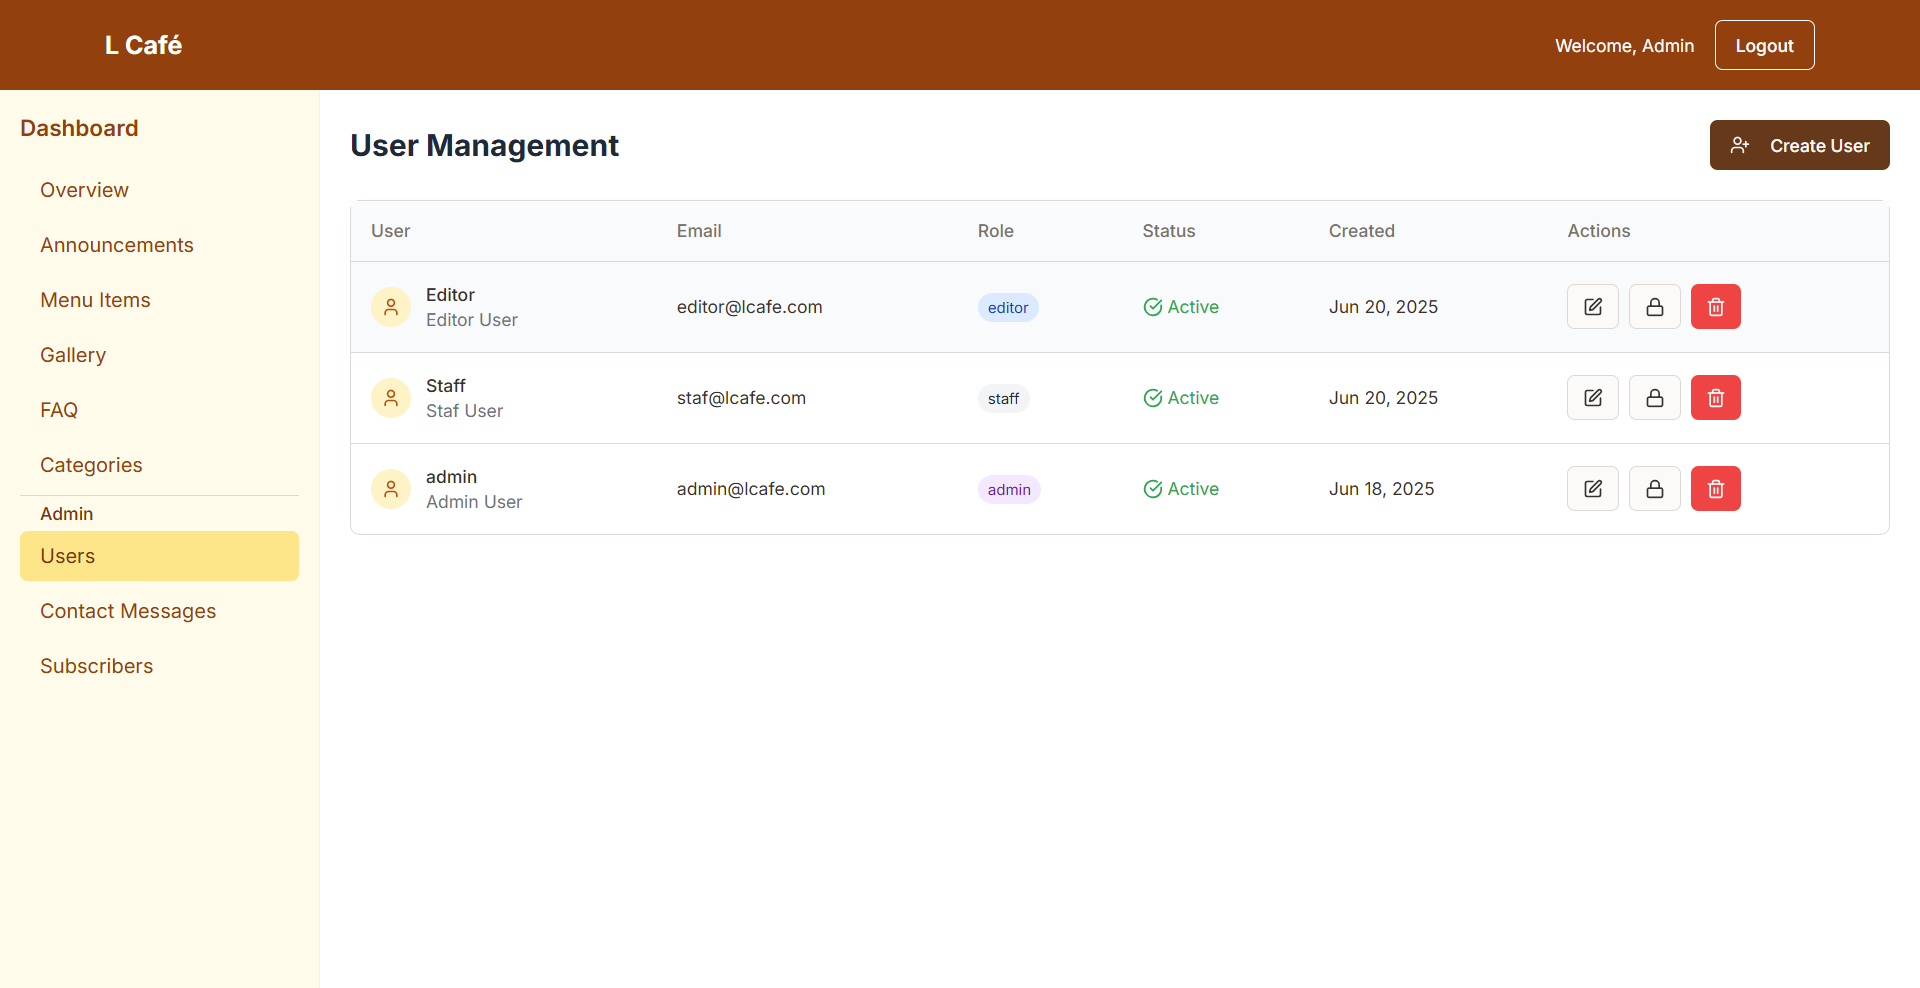 L Café
Welcome, Admin
Logout
Dashboard
Overview
Announcements
Menu Items
Gallery
FAQ
Categories
Admin
Users
Contact Messages
Subscribers
User Management
Create User
User Email Role Status Created Actions
Editor
Editor User
editor@lcafe.com editor Active Jun 20, 2025
Staff
Staf User
staf@lcafe.com staff Active Jun 20, 2025
admin
Admin User
admin@lcafe.com admin Active Jun 18, 2025